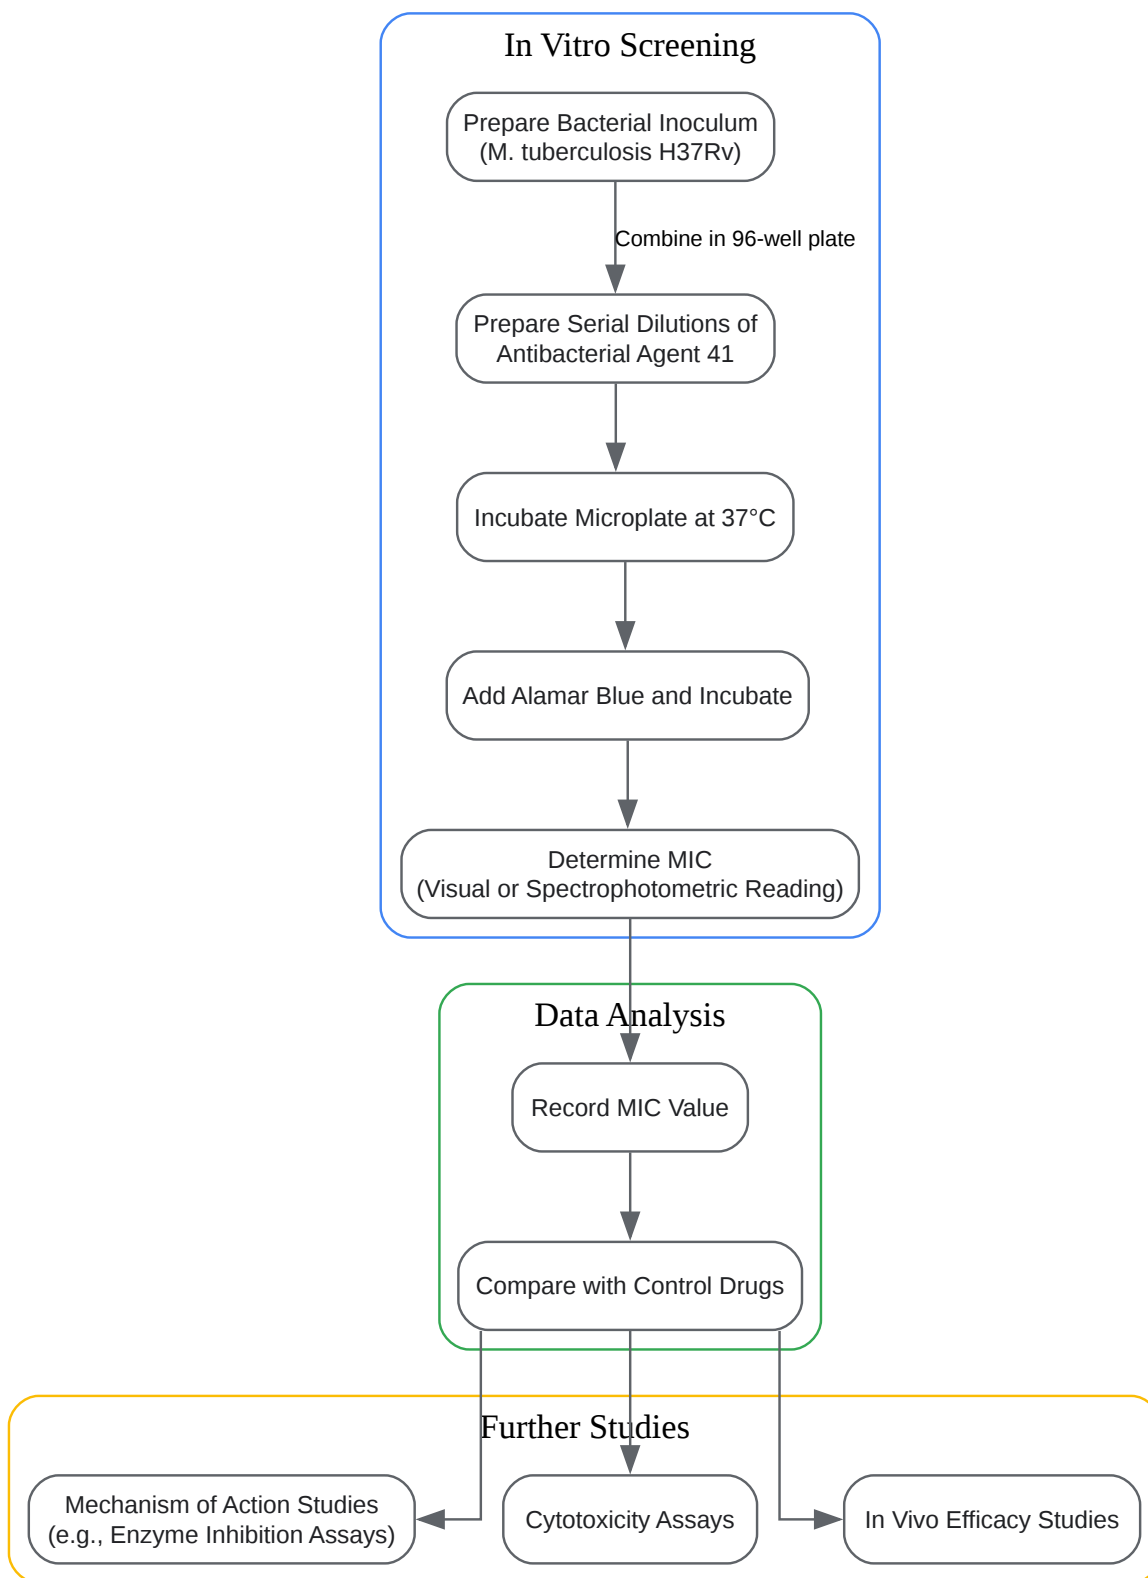 In Vitro Screening
Prepare Bacterial Inoculum
(M. tuberculosis H37Rv)
Combine in 96-well plate
Prepare Serial Dilutions of
Antibacterial Agent 41
Incubate Microplate at 37°C
Add Alamar Blue and Incubate
Determine MIC
(Visual or Spectrophotometric Reading)
Data Analysis
Record MIC Value
Compare with Control Drugs
Further Studies
Mechanism of Action Studies
(e.g., Enzyme Inhibition Assays)
Cytotoxicity Assays
In Vivo Efficacy Studies